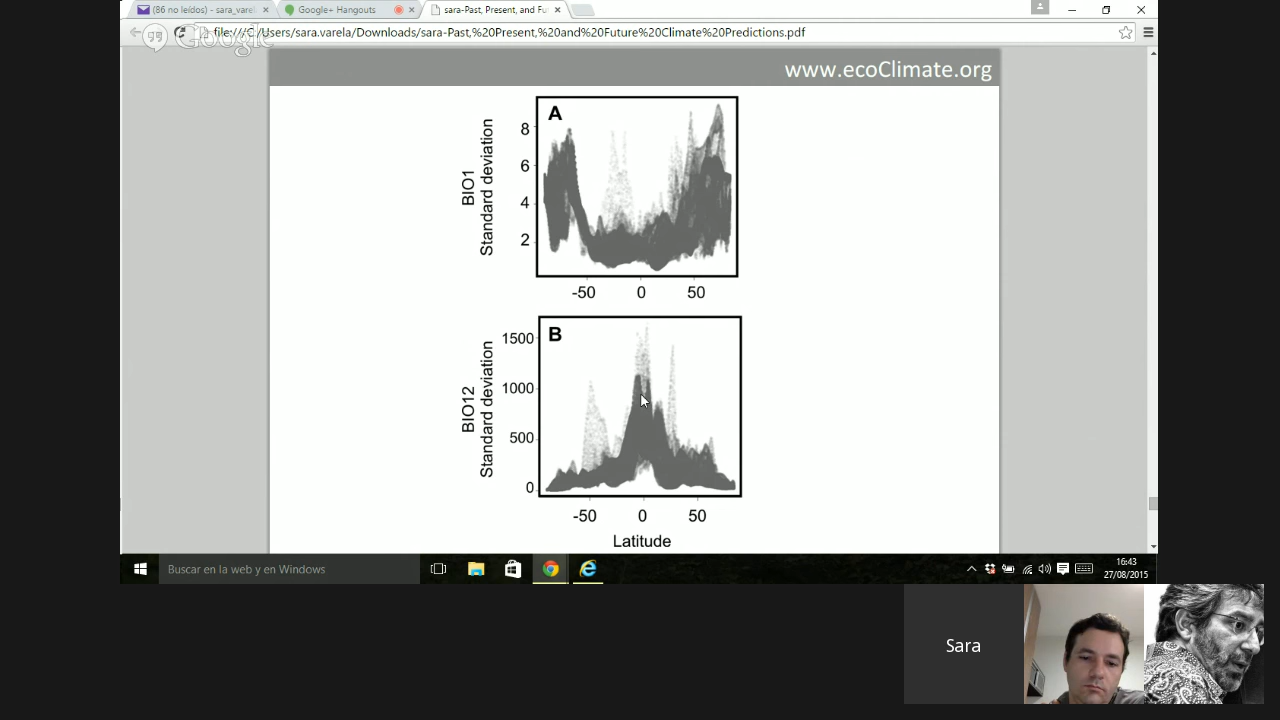 (86 no leídos) - sara_varel
Google+ Hangouts
sara-Past, Present, and Fu
Google
file:///C:/Users/sara.varela/Downloads/sara-Past,%20Present,%20and%20Future%20Climate%20Predictions.pdf
www.ecoClimate.org
A
BIO1
Standard deviation
8
6
4
2
-50 0 50
B
BIO12
Standard deviation
1500
1000
500
0
-50 0 50
Latitude
Buscar en la web y en Windows
16:43
27/08/2015
Sara